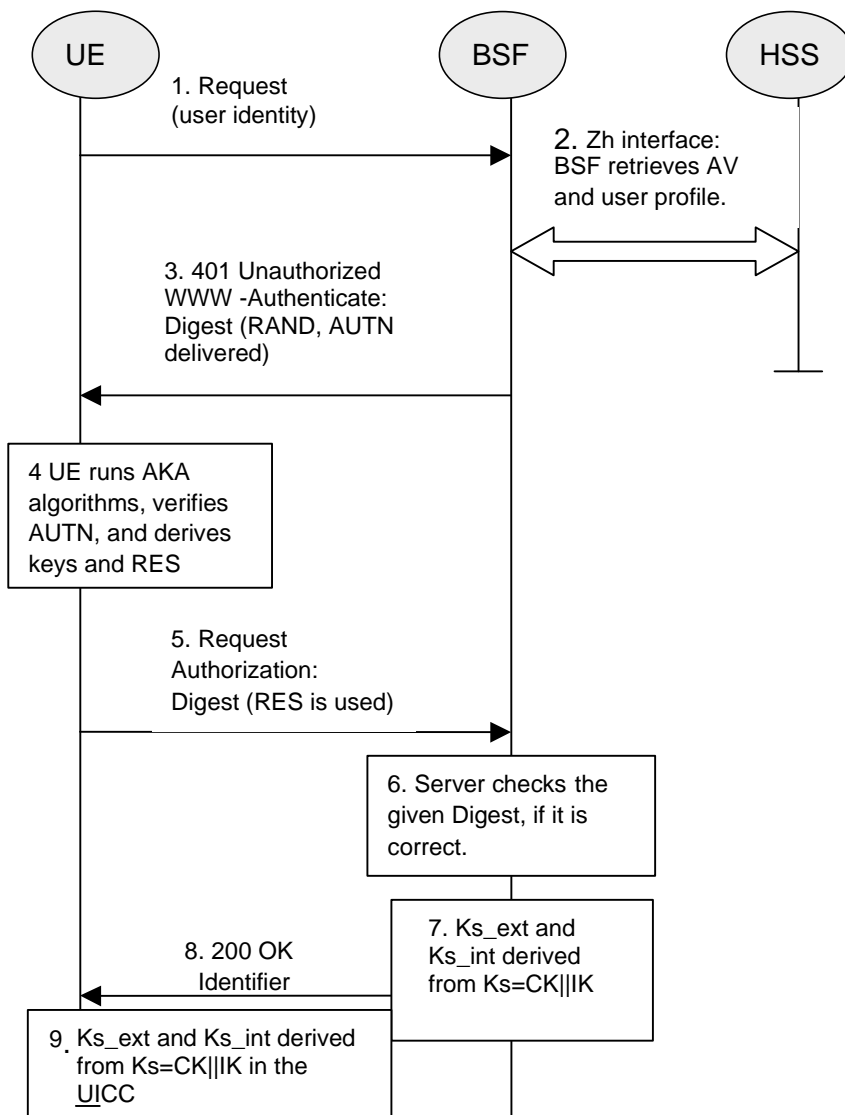 UE
BSF
HSS
1. Request
(user identity)
2. Zh interface:
BSF retrieves AV
and user profile.
3. 401 Unauthorized
WWW -Authenticate:
Digest (RAND, AUTN
delivered)
4 UE runs AKA
algorithms, verifies
AUTN, and derives
keys and RES
5. Request
Authorization:
Digest (RES is used)
6. Server checks the
given Digest, if it is
correct.
7. Ks_ext and
Ks_int derived
from Ks=CK||IK
8. 200 OK
Identifier
9. Ks_ext and Ks_int derived
from Ks=CK||IK in the
UICC